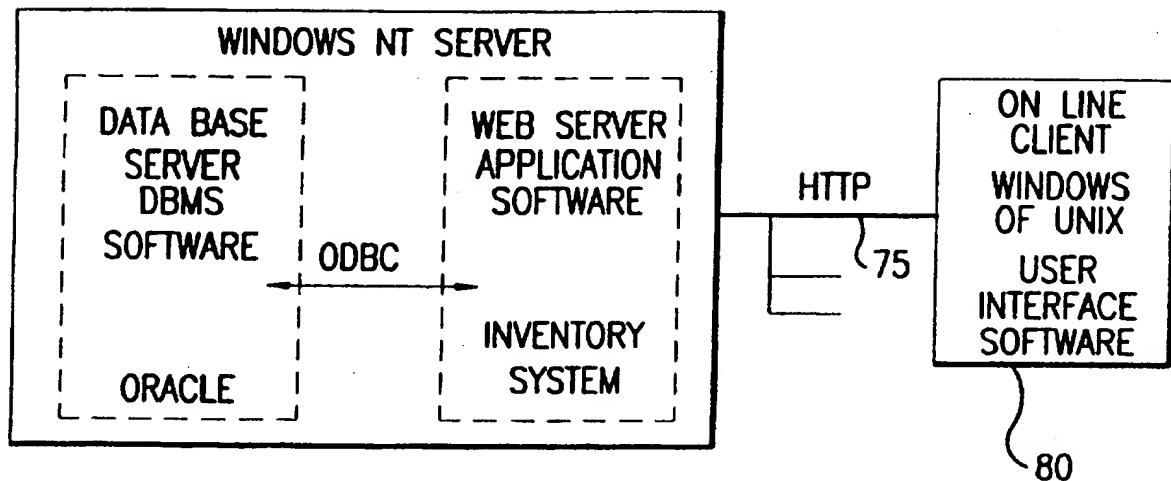 WINDOWS NT SERVER
DATA BASE
SERVER
DBMS
SOFTWARE
ORACLE
ODBC
WEB SERVER
APPLICATION
SOFTWARE
INVENTORY
SYSTEM
HTTP
75
ON LINE
CLIENT
WINDOWS
OF UNIX
USER
INTERFACE
SOFTWARE
80